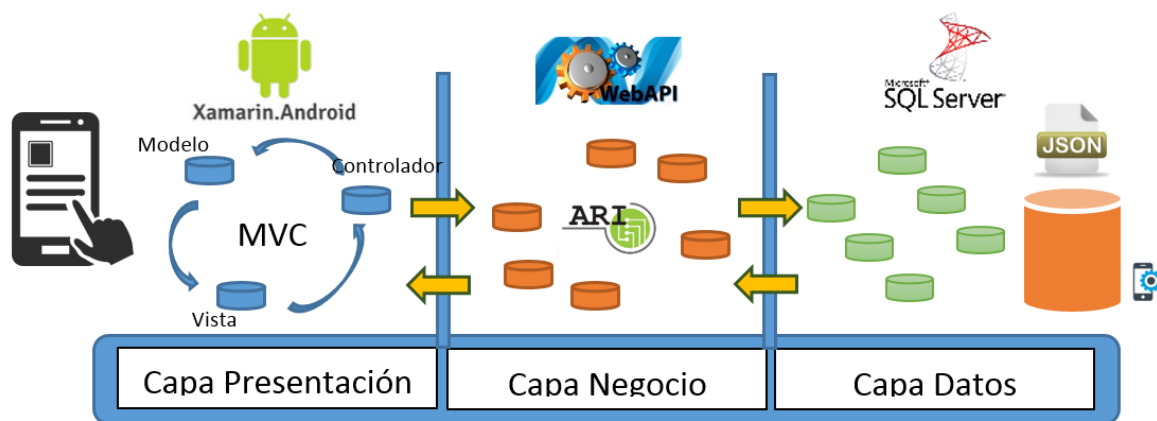 Xamarin.Android
Modelo
Controlador
MVC
Vista
WebAPI
ARI
Microsoft®
SQL Server
JSON
Capa Presentación
Capa Negocio
Capa Datos